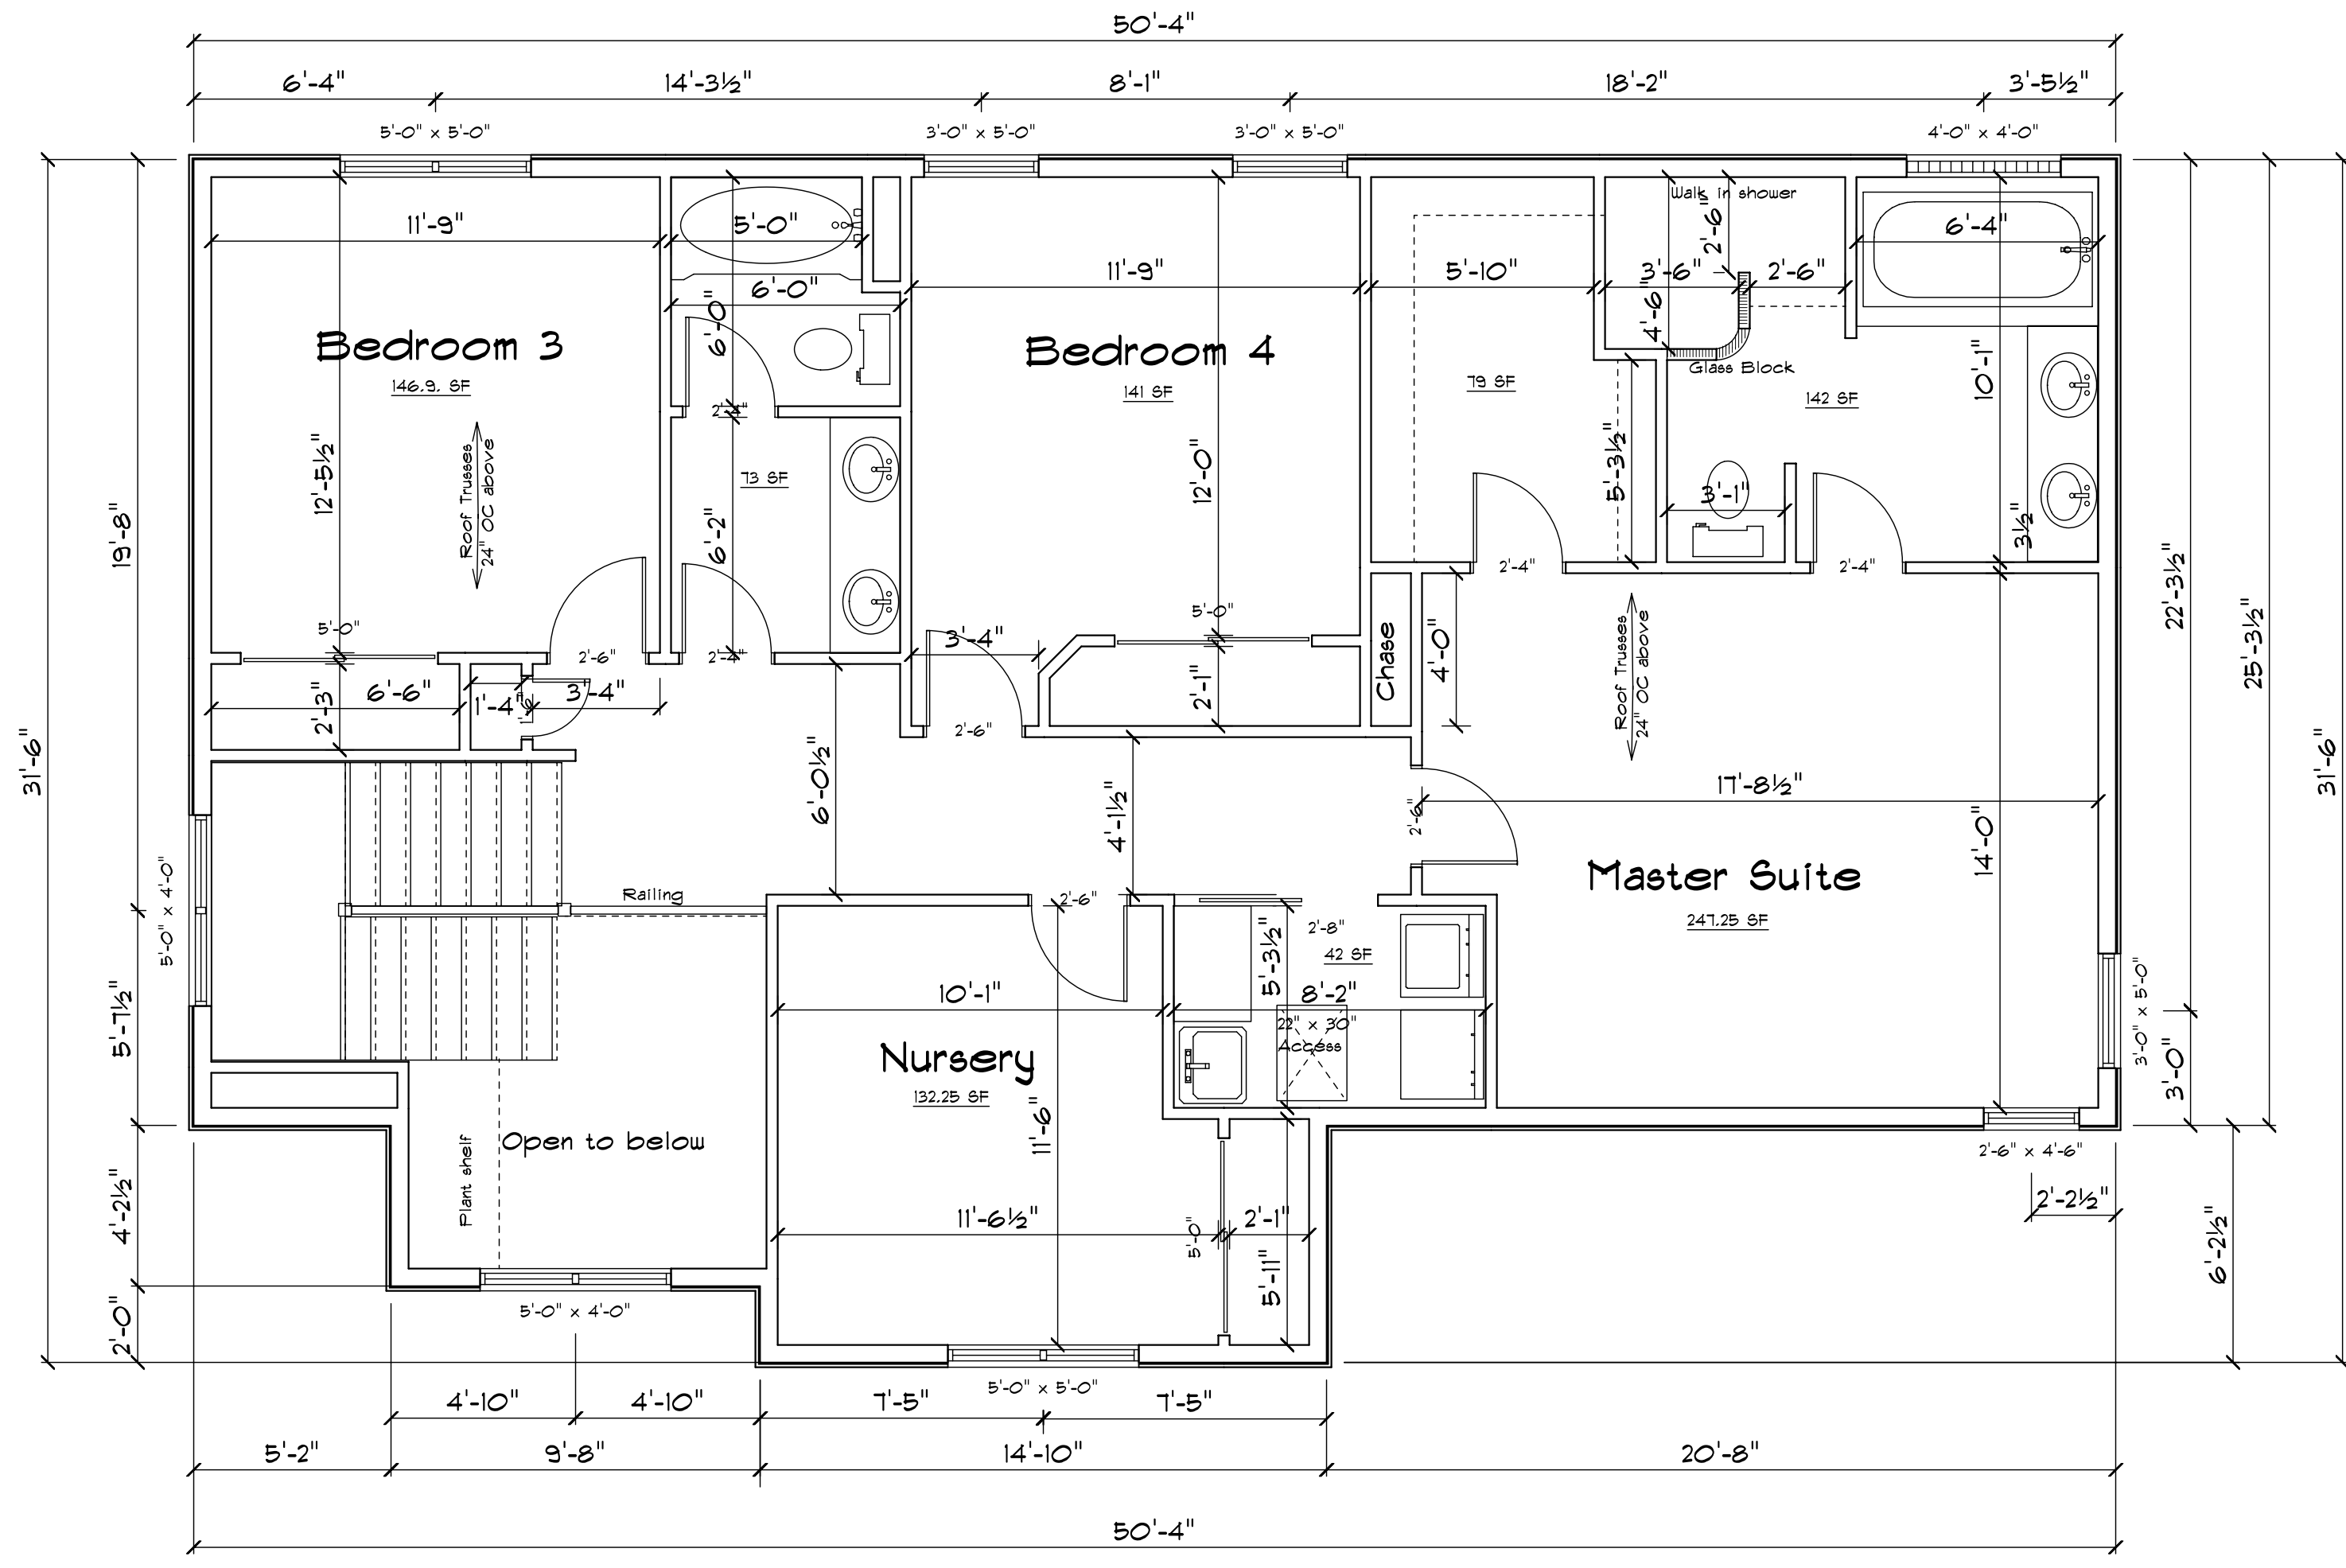 50'-4"
6'-4" 14'-3½" 8'-1" 18'-2" 3'-5½"
5'-0" x 5'-0" 3'-0" x 5'-0" 3'-0" x 5'-0" 4'-0" x 4'-0"
Walk in shower
2'-6"
11'-9" 5'-0" 6'-4"
11'-9" 5'-10" 3'-6" 2'-6"
6'-0"
6'-0"
4'-6"
Bedroom 3
146.9. SF
Bedroom 4
141 SF
79 SF
Glass Block
142 SF
10'-1"
2'-4"
Roof Trusses
24" OC above
12'-5½"
73 SF
6'-2"
12'-0"
5'-3½"
3'-1"
3½"
19'-8"
22'-3½"
25'-3½"
2'-4" 2'-4"
5'-0"
2'-6" 2'-4"
3'-4"
5'-0"
Chase
4'-0"
Roof Trusses
24" OC above
6'-6"
2'-3"
1'-4"
1'-6"
3'-4"
2'-1"
2'-6"
31'-6"
31'-6"
6'-0½"
4'-1½"
2'-6"
17'-8½"
14'-0"
Master Suite
247.25 SF
5'-0" x 4'-0"
Railing
2'-6"
2'-8"
42 SF
5'-3½"
10'-1" 8'-2"
22" x 30"
Access
3'-0" x 5'-0"
3'-0"
5'-7½"
Nursery
132.25 SF
11'-6"
Open to below
Plant shelf
2'-6" x 4'-6"
2'-2½"
4'-2½"
6'-2½"
11'-6½" 2'-1"
5'-0"
5'-11"
2'-0"
5'-0" x 4'-0"
5'-0" x 5'-0"
4'-10" 4'-10" 7'-5" 7'-5"
5'-2" 9'-8" 14'-10" 20'-8"
50'-4"